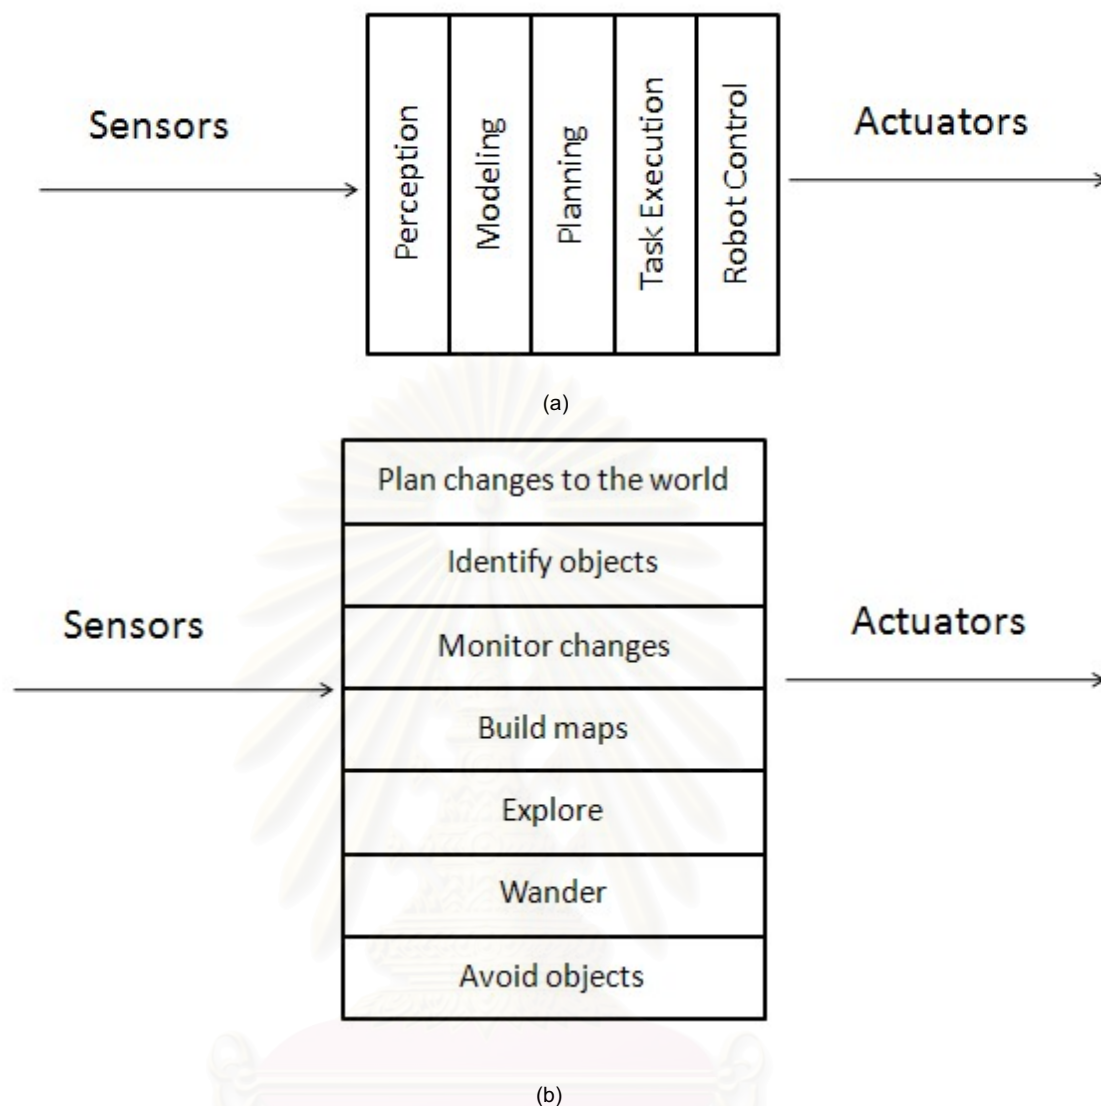 Sensors
Perception
Modeling
Planning
Task Execution
Robot Control
Actuators
(a)
Plan changes to the world
Identify objects
Sensors
Monitor changes
Actuators
Build maps
Explore
Wander
Avoid objects
(b)